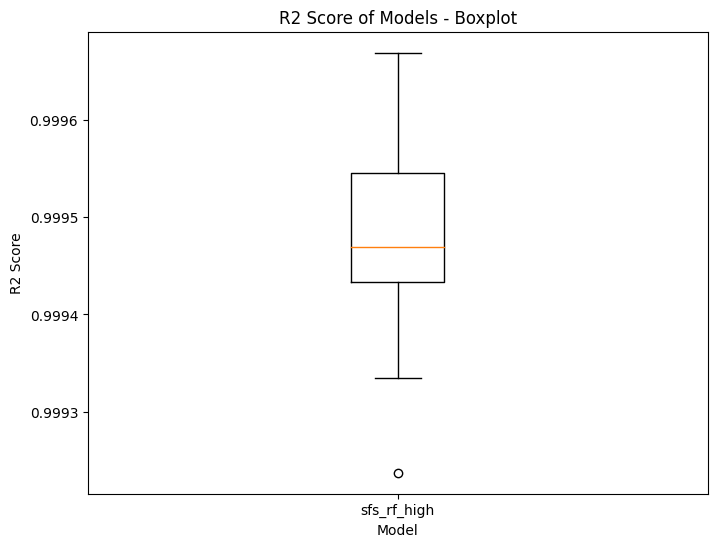 R2 Score of Models - Boxplot
0.9996
0.9995
0.9994
0.9993
R2 Score
sfs_rf_high
Model